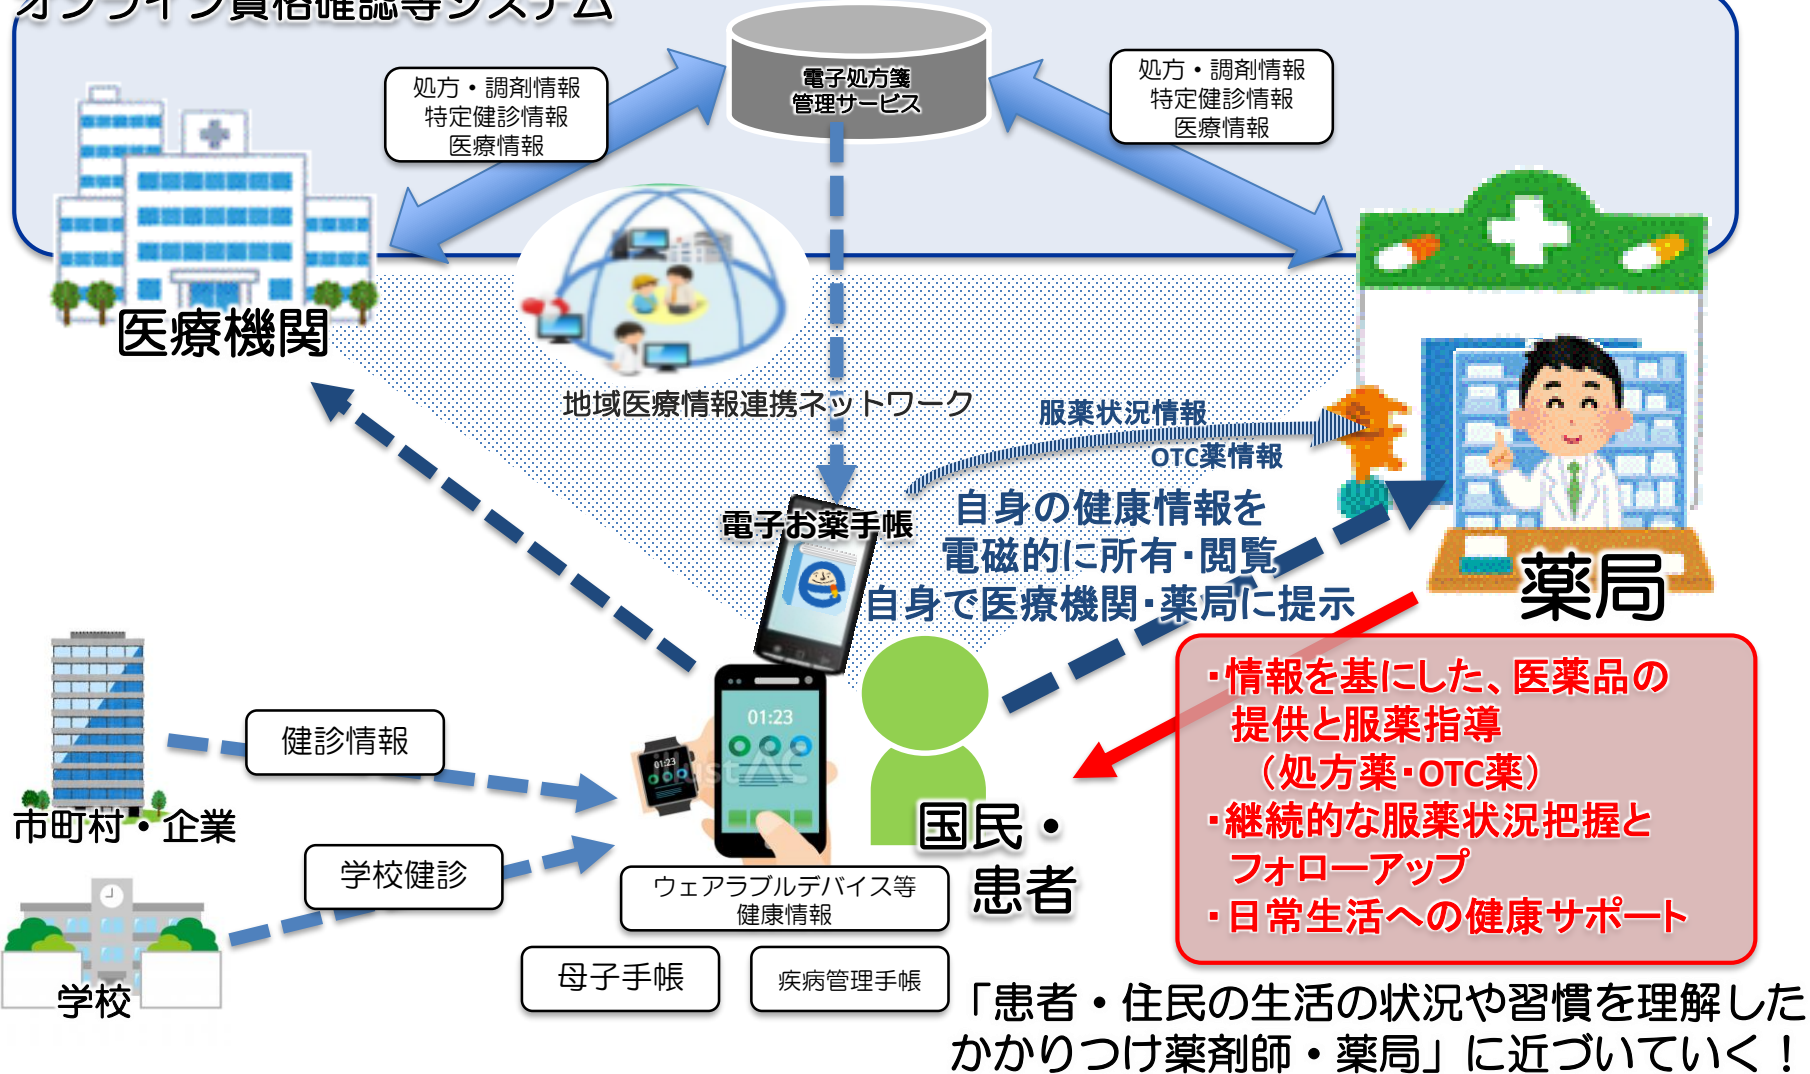 オンライン資格確認等システム
電子処方箋
管理サービス
処方・調剤情報
特定健診情報
医療情報
処方・調剤情報
特定健診情報
医療情報
医療機関
地域医療情報連携ネットワーク
服薬状況情報
OTC薬情報
電子お薬手帳
自身の健康情報を
電磁的に所有・閲覧
自身で医療機関・薬局に提示
薬局
・情報を基にした、医薬品の
提供と服薬指導
（処方薬・OTC薬）
・継続的な服薬状況把握と
フォローアップ
・日常生活への健康サポート
01:23
01:23
健診情報
市町村・企業
学校健診
学校
国民・
患者
ウェアラブルデバイス等
健康情報
母子手帳
疾病管理手帳
「患者・住民の生活の状況や習慣を理解した
かかりつけ薬剤師・薬局」に近づいていく！